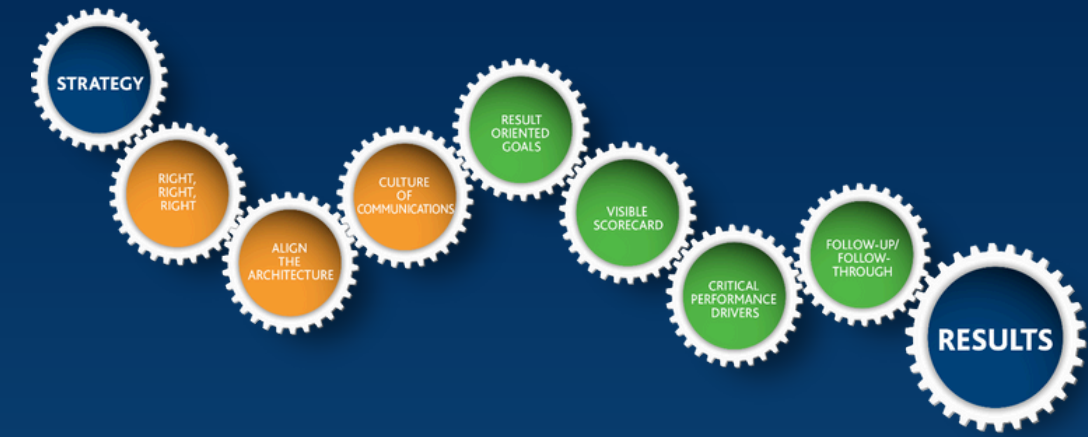 STRATEGY
RIGHT,
RIGHT,
RIGHT
ALIGN
THE
ARCHITECTURE
CULTURE
OF
COMMUNICATIONS
RESULT
ORIENTED
GOALS
VISIBLE
SCORECARD
CRITICAL
PERFORMANCE
DRIVERS
FOLLOW-UP/
FOLLOW-
THROUGH
RESULTS